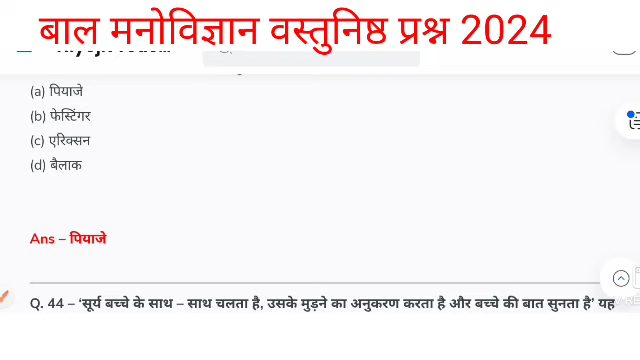 बाल मनोविज्ञान वस्तुनिष्ठ प्रश्न 2024
(a) पियाजे
(b) फेस्टिंगर
(c) एरिक्सन
(d) बैलाक
Ans – पियाजे
Q. 44 – ‘सूर्य बच्चे के साथ – साथ चलता है, उसके मुड़ने का अनुकरण करता है और बच्चे की बात सुनता है’ यह